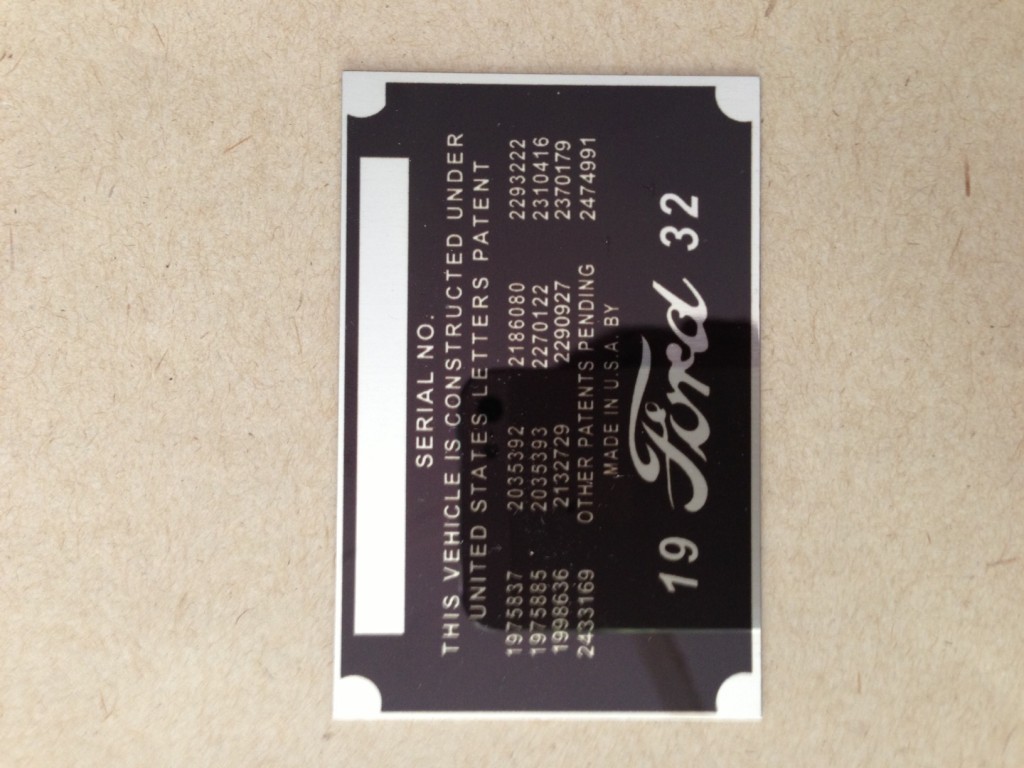 SERIAL NO.
THIS VEHICLE IS CONSTRUCTED UNDER
UNITED STATES LETTERS PATENT
1975837 2035392 2186080 2293222
1975885 2035393 2270122 2310416
1998636 2132729 2290927 2370179
2433169 OTHER PATENTS PENDING 2474991
MADE IN U.S.A. BY
19 Ford 32